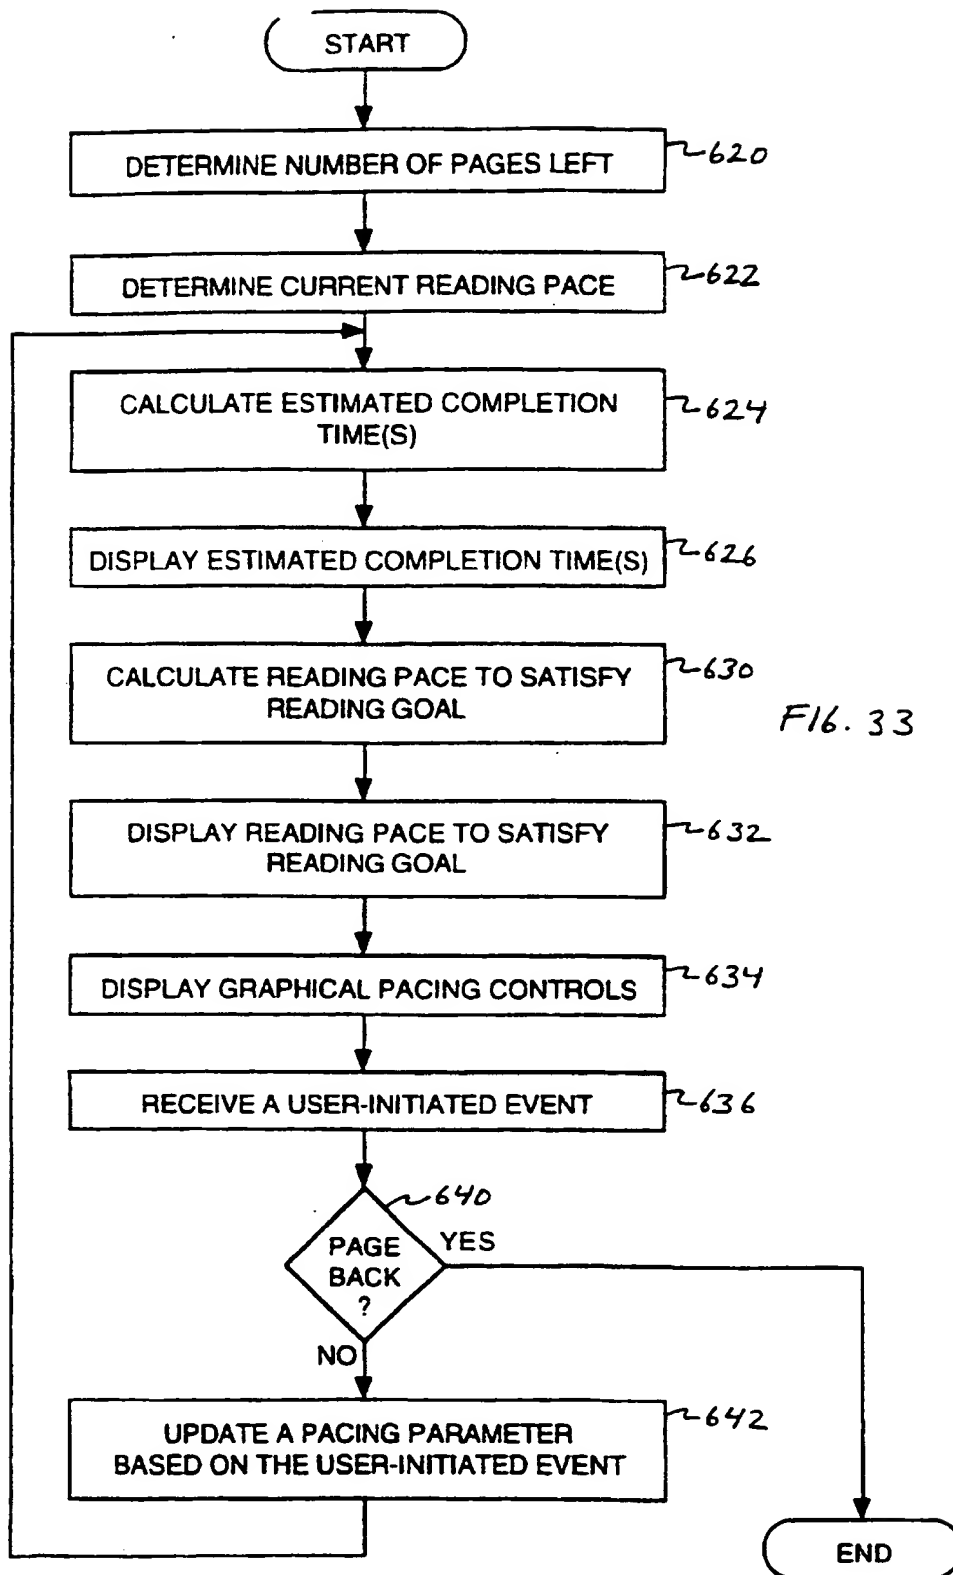 START
DETERMINE NUMBER OF PAGES LEFT
620
DETERMINE CURRENT READING PACE
622
CALCULATE ESTIMATED COMPLETION
TIME(S)
624
DISPLAY ESTIMATED COMPLETION TIME(S)
626
CALCULATE READING PACE TO SATISFY
READING GOAL
630
FIG. 33
DISPLAY READING PACE TO SATISFY
READING GOAL
632
DISPLAY GRAPHICAL PACING CONTROLS
634
RECEIVE A USER-INITIATED EVENT
636
640
PAGE
BACK
?
YES
NO
UPDATE A PACING PARAMETER
BASED ON THE USER-INITIATED EVENT
642
END